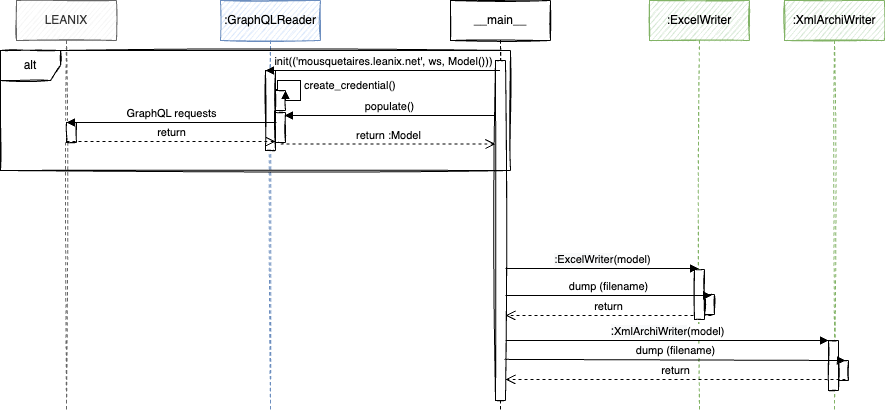 LEANIX
:GraphQLReader
__main__
:ExcelWriter
:XmlArchiWriter
alt
init(('mousquetaires.leanix.net', ws, Model()))
create_credential()
populate()
GraphQL requests
return
return :Model
:ExcelWriter(model)
dump (filename)
return
:XmlArchiWriter(model)
dump (filename)
return